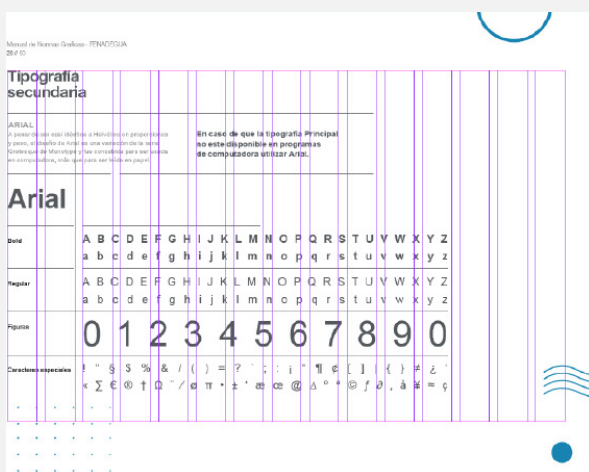 Manual de Normas Graficas - FENADEGUA
28 // 93
Tipografía
secundaria
ARIAL
A pesar de ser casi idéntica a Helvética en proporciones
y peso, el diseño de Arial es una variación de la serie
Grotesque de Monotype y fue concebida para ser usada
en computadora, más que para ser leída en papel.
En caso de que la tipografía Principal
no este disponible en programas
de computadora utilizar Arial.
Arial
Bold
A B C D E F G H I J K L M N O P Q R S T U V W X Y Z
a b c d e f g h i j k l m n o p q r s t u v w x y z
Regular
A B C D E F G H I J K L M N O P Q R S T U V W X Y Z
a b c d e f g h i j k l m n o p q r s t u v w x y z
Figuras
0 1 2 3 4 5 6 7 8 9 0
Caracteres especiales
! " § $ % & / ( ) = ? ` ; : ¡ " ¶ ¢ [ ] | { } ≠ ¿ '
« ∑ € ® † Ω ¨ / ø π • ± ' æ œ @ ∆ º ª © ƒ ∂ , å ¥ ≈ ç